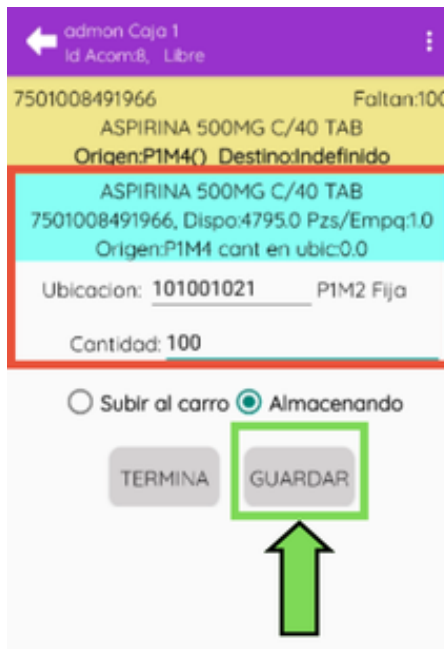 admon Caja 1
Id Acom:8, Libre
7501008491966 Faltan:100
ASPIRINA 500MG C/40 TAB
Origen:P1M4() Destino:Indefinido
ASPIRINA 500MG C/40 TAB
7501008491966, Dispo:4795.0 Pzs/Empq:1.0
Origen:P1M4 cant en ubic:0.0
Ubicacion: 101001021 P1M2 Fija
Cantidad: 100
Subir al carro Almacenando
TERMINA GUARDAR